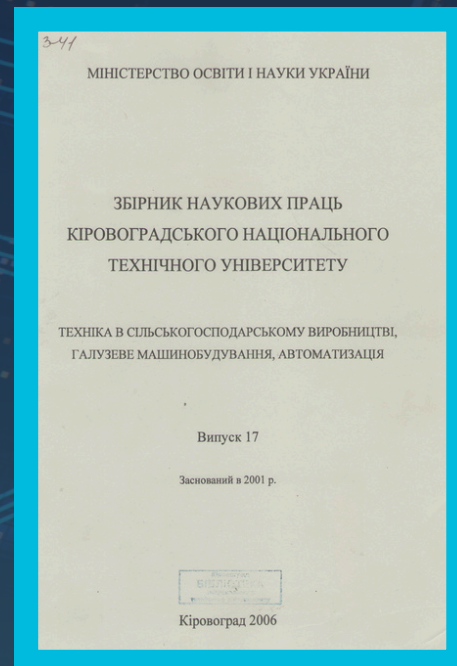 З-41
МІНІСТЕРСТВО ОСВІТИ І НАУКИ УКРАЇНИ
ЗБІРНИК НАУКОВИХ ПРАЦЬ
КІРОВОГРАДСЬКОГО НАЦІОНАЛЬНОГО
ТЕХНІЧНОГО УНІВЕРСИТЕТУ
ТЕХНІКА В СІЛЬСЬКОГОСПОДАРСЬКОМУ ВИРОБНИЦТВІ,
ГАЛУЗЕВЕ МАШИНОБУДУВАННЯ, АВТОМАТИЗАЦІЯ
Випуск 17
Заснований в 2001 р.
Кіровоград 2006